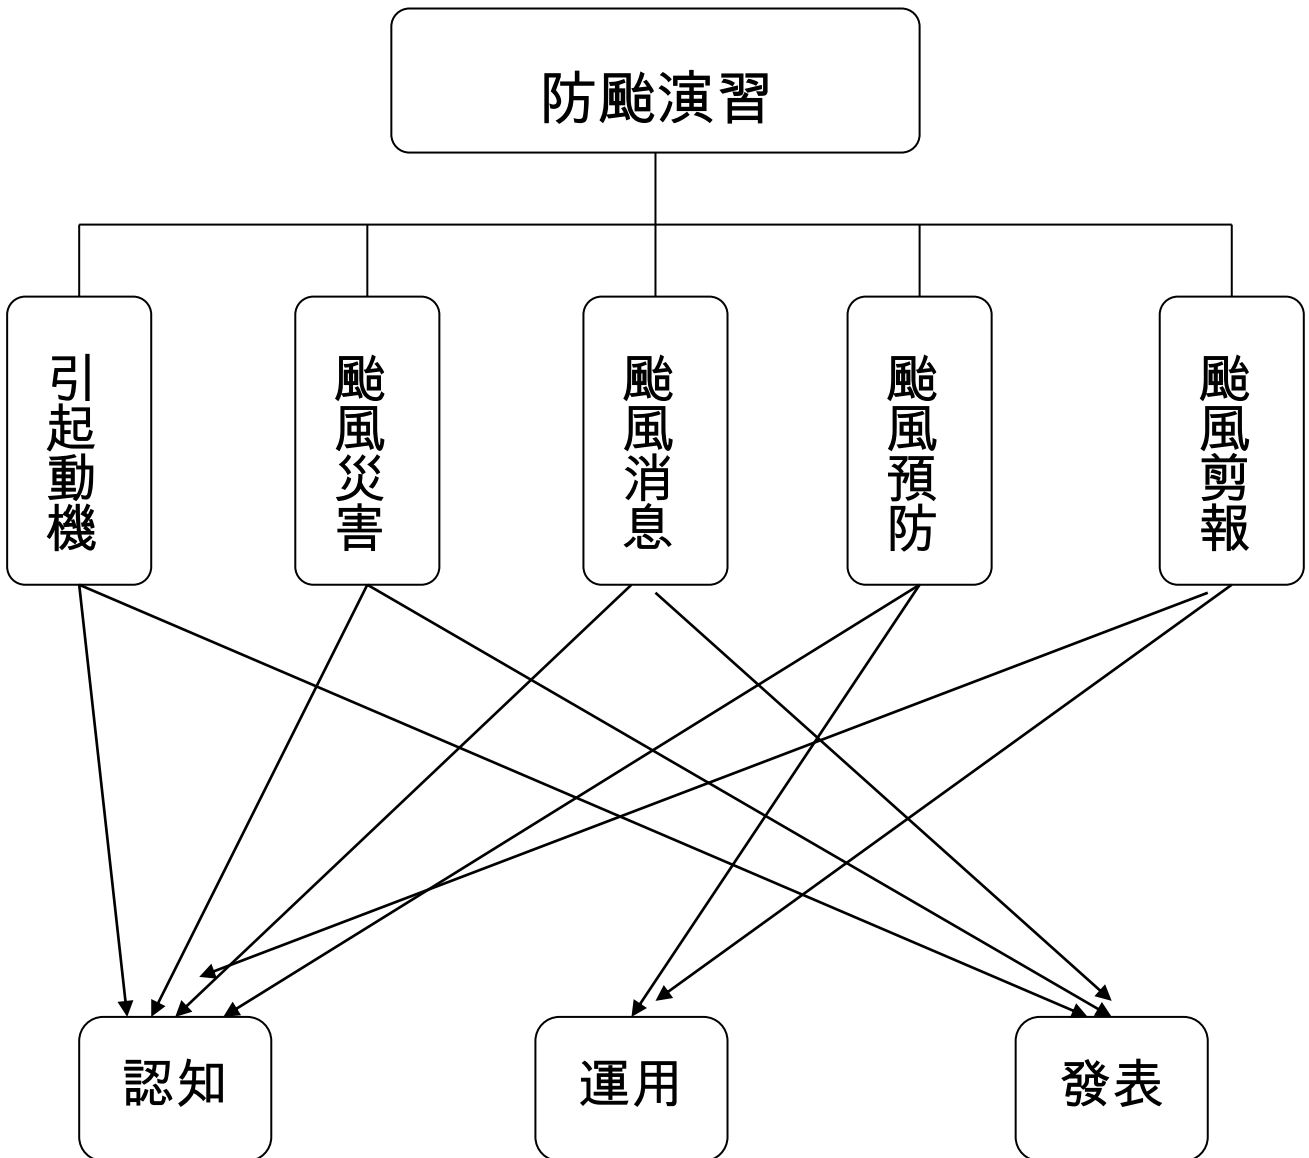 防颱演習
引起動機
颱風災害
颱風消息
颱風預防
颱風剪報
認知
運用
發表